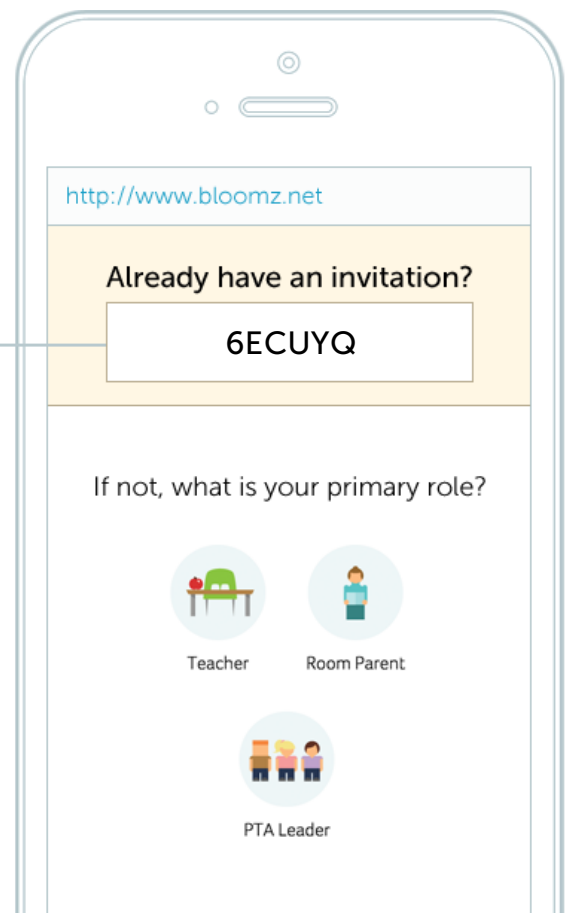 http://www.bloomz.net
Already have an invitation?
6ECUYQ
If not, what is your primary role?
Teacher
Room Parent
PTA Leader